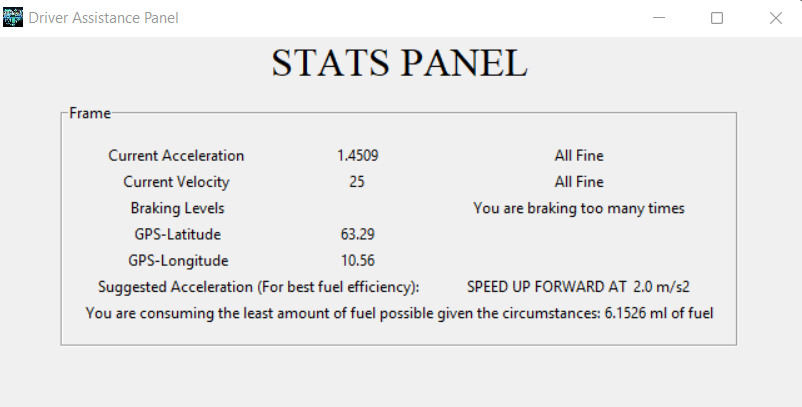 Driver Assistance Panel
STATS PANEL
Frame
Current Acceleration 1.4509 All Fine
Current Velocity 25 All Fine
Braking Levels You are braking too many times
GPS-Latitude 63.29
GPS-Longitude 10.56
Suggested Acceleration (For best fuel efficiency): SPEED UP FORWARD AT 2.0 m/s2
You are consuming the least amount of fuel possible given the circumstances: 6.1526 ml of fuel